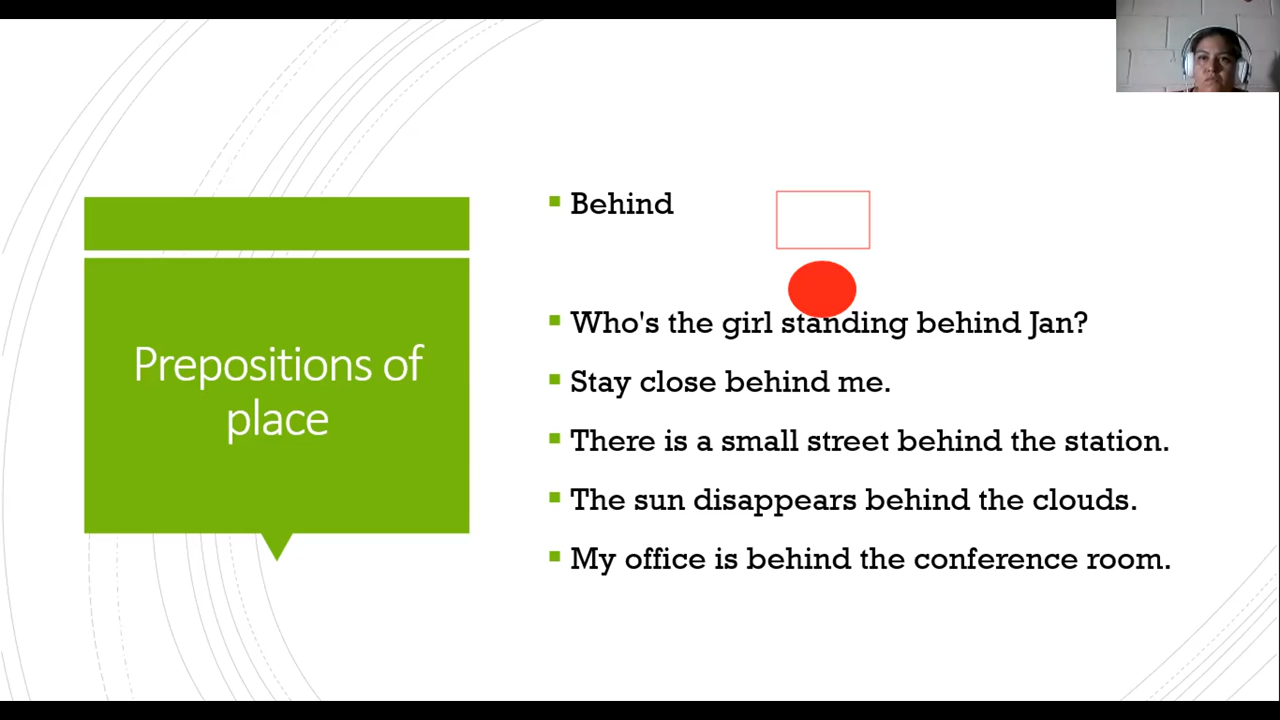 Prepositions of
place
Behind
Who's the girl standing behind Jan?
Stay close behind me.
There is a small street behind the station.
The sun disappears behind the clouds.
My office is behind the conference room.